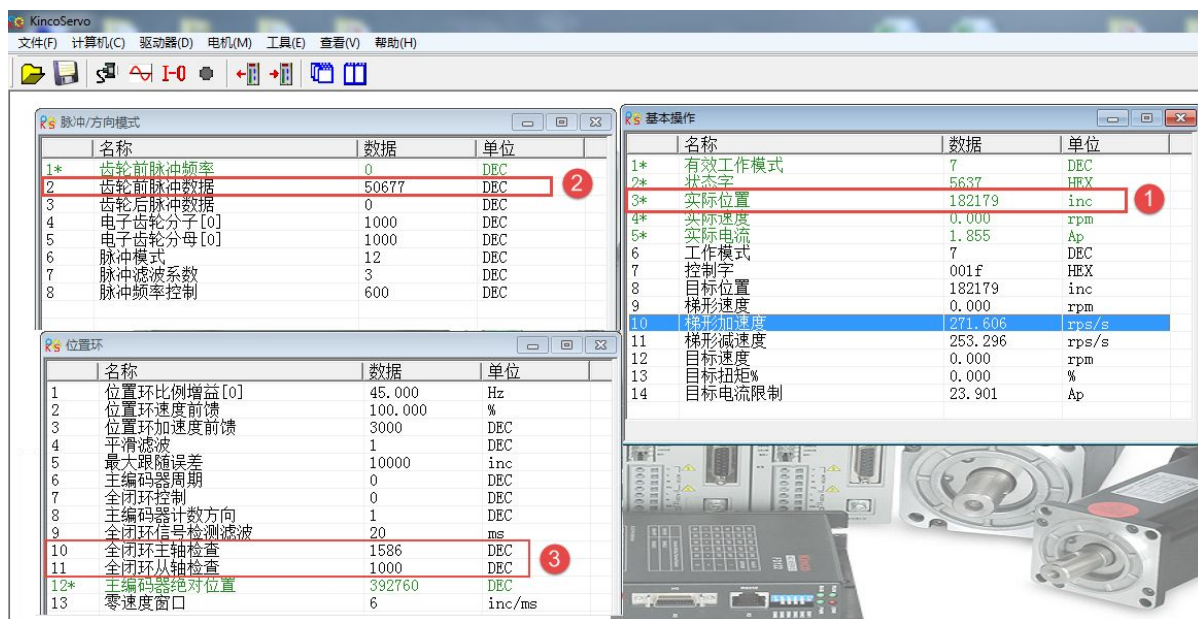 KincoServo
文件(F) 计算机(C) 驱动器(D) 电机(M) 工具(E) 查看(V) 帮助(H)
I-0
脉冲/方向模式
名称 数据 单位
1* 齿轮前脉冲频率 0 DEC
2 齿轮前脉冲数据 50677 DEC
3 齿轮后脉冲数据 0 DEC
4 电子齿轮分子[0] 1000 DEC
5 电子齿轮分母[0] 1000 DEC
6 脉冲模式 12 DEC
7 脉冲滤波系数 3 DEC
8 脉冲频率控制 600 DEC
2
基本操作
名称 数据 单位
1* 有效工作模式 7 DEC
2* 状态字 5637 HEX
3* 实际位置 182179 inc
4* 实际速度 0.000 rpm
5* 实际电流 1.855 Ap
6 工作模式 7 DEC
7 控制字 001f HEX
8 目标位置 182179 inc
9 梯形速度 0.000 rpm
10 梯形加速度 271.606 rps/s
11 梯形减速度 253.296 rps/s
12 目标速度 0.000 rpm
13 目标扭矩% 0.000 %
14 目标电流限制 23.901 Ap
1
位置环
名称 数据 单位
1 位置环比例增益[0] 45.000 Hz
2 位置环速度前馈 100.000 %
3 位置环加速度前馈 3000 DEC
4 平滑滤波 1 DEC
5 最大跟随误差 10000 inc
6 主编码器周期 0 DEC
7 全闭环控制 0 DEC
8 主编码器计数方向 1 DEC
9 全闭环信号检测滤波 20 ms
10 全闭环主轴检查 1586 DEC
11 全闭环从轴检查 1000 DEC
12* 主编码器绝对位置 392760 DEC
13 零速度窗口 6 inc/ms
3